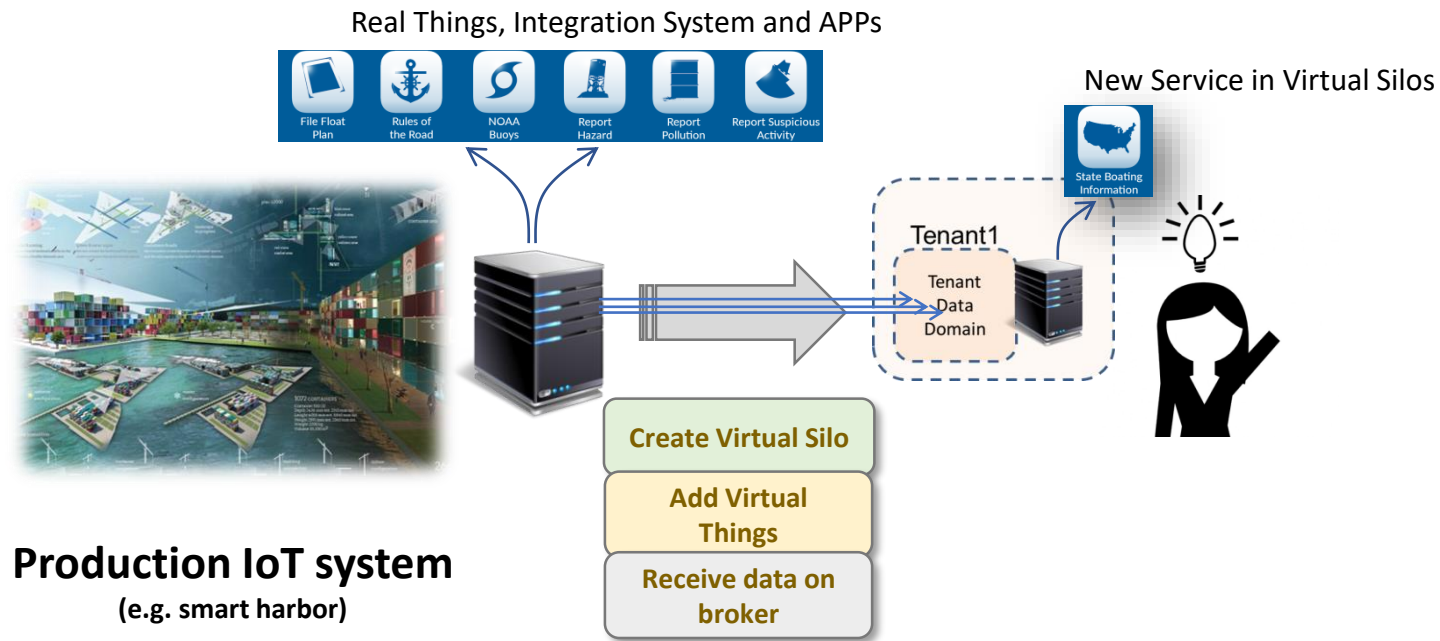 Real Things, Integration System and APPs
File Float
Plan
Rules of
the Road
NOAA
Buoys
Report
Hazard
Report
Pollution
Report Suspicious
Activity
New Service in Virtual Silos
State Boating
Information
Tenant1
Tenant
Data
Domain
Create Virtual Silo
Add Virtual
Things
Receive data on
broker
Production IoT system
(e.g. smart harbor)